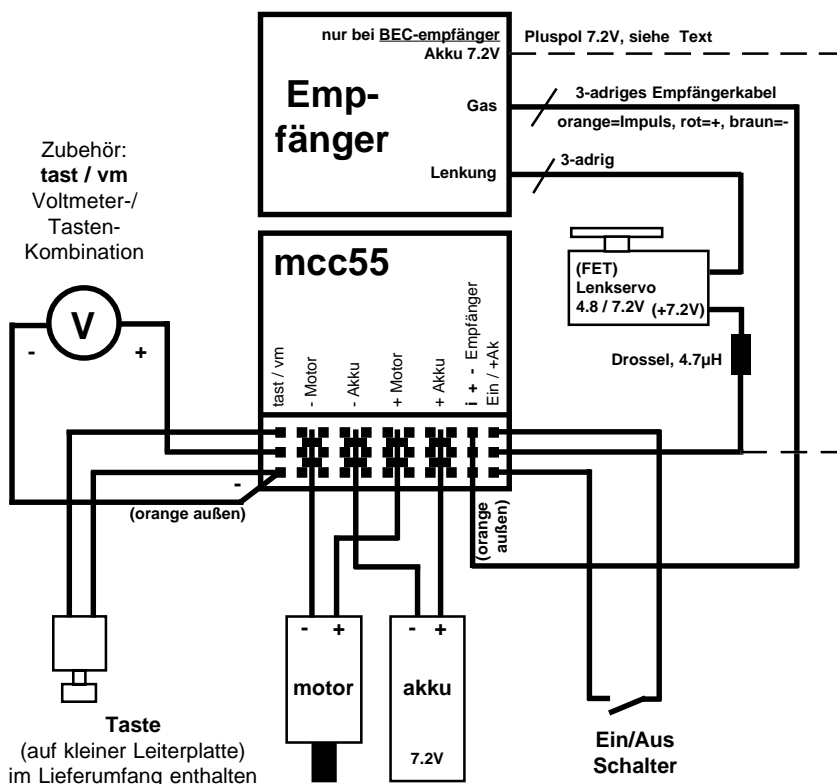 nur bei BEC-empfänger
Akku 7.2V
Pluspol 7.2V, siehe Text
Emp-
fänger
Gas
3-adriges Empfängerkabel
orange=Impuls, rot=+, braun=-
Lenkung
3-adrig
Zubehör:
tast / vm
Voltmeter-/
Tasten-
Kombination
V
-
+
mcc55
(FET)
Lenkservo
4.8 / 7.2V (+7.2V)
Drossel, 4.7µH
tast / vm
- Motor
- Akku
+ Motor
+ Akku
i + - Empfänger
Ein / +Ak
-
(orange außen)
(orange
außen)
- +
motor
- +
akku
7.2V
Taste
(auf kleiner Leiterplatte)
im Lieferumfang enthalten
Ein/Aus
Schalter